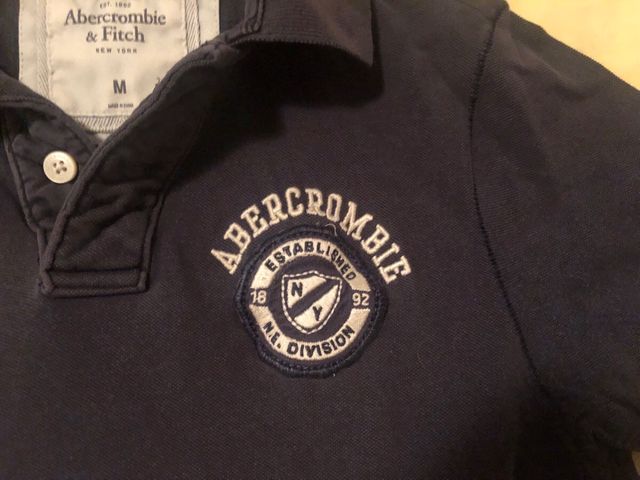 EST. 1892
Abercrombie
& Fitch
NEW YORK
M
ABERCROMBIE
ESTABLISHED
18 92
N Y
N.E. DIVISION